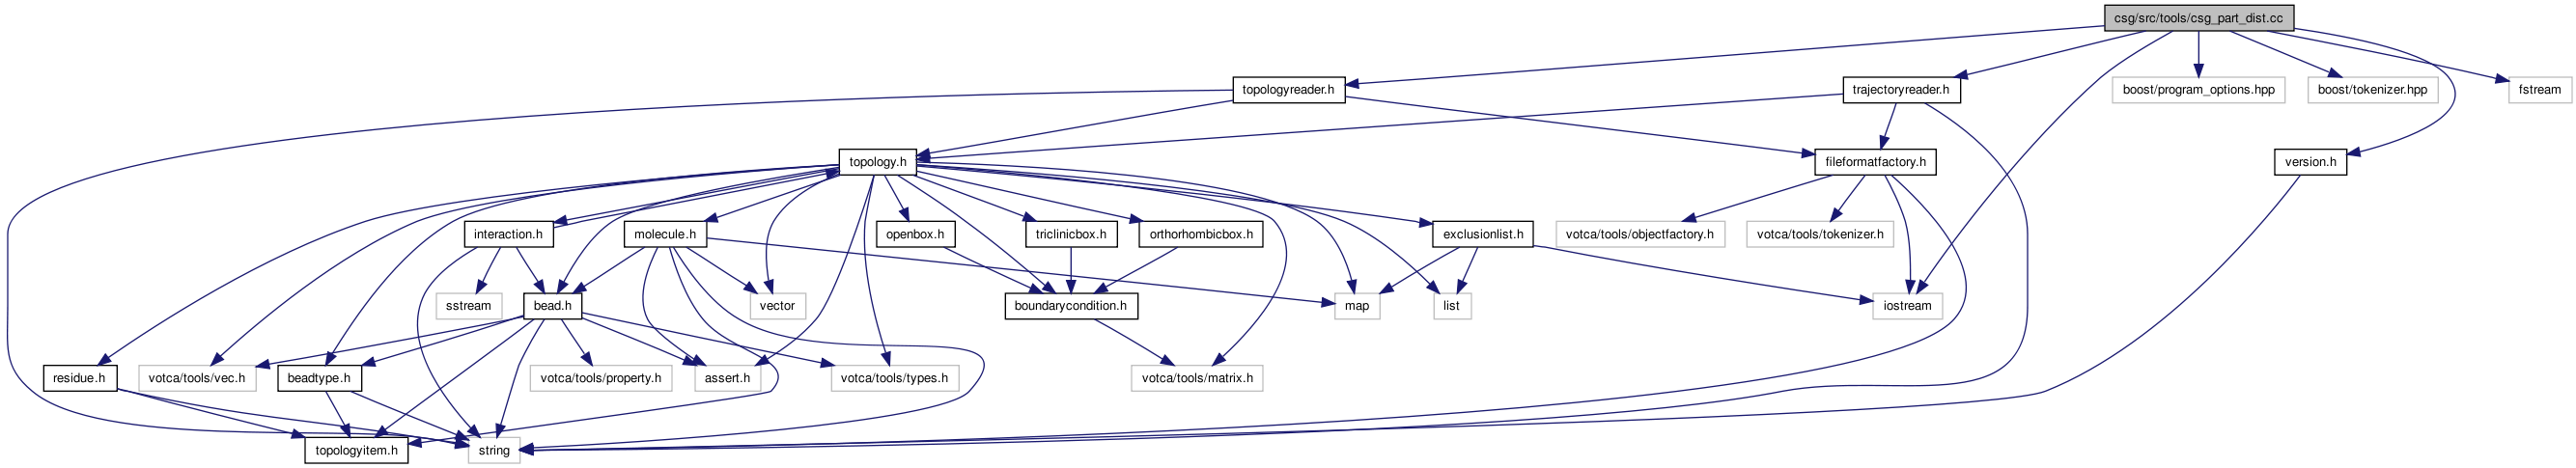 csg/src/tools/csg_part_dist.cc
topologyreader.h
trajectoryreader.h
boost/program_options.hpp
boost/tokenizer.hpp
fstream
topology.h
fileformatfactory.h
version.h
interaction.h
molecule.h
openbox.h
triclinicbox.h
orthorhombicbox.h
exclusionlist.h
votca/tools/objectfactory.h
votca/tools/tokenizer.h
sstream
bead.h
vector
boundarycondition.h
map
list
iostream
residue.h
votca/tools/vec.h
beadtype.h
votca/tools/property.h
assert.h
votca/tools/types.h
votca/tools/matrix.h
topologyitem.h
string